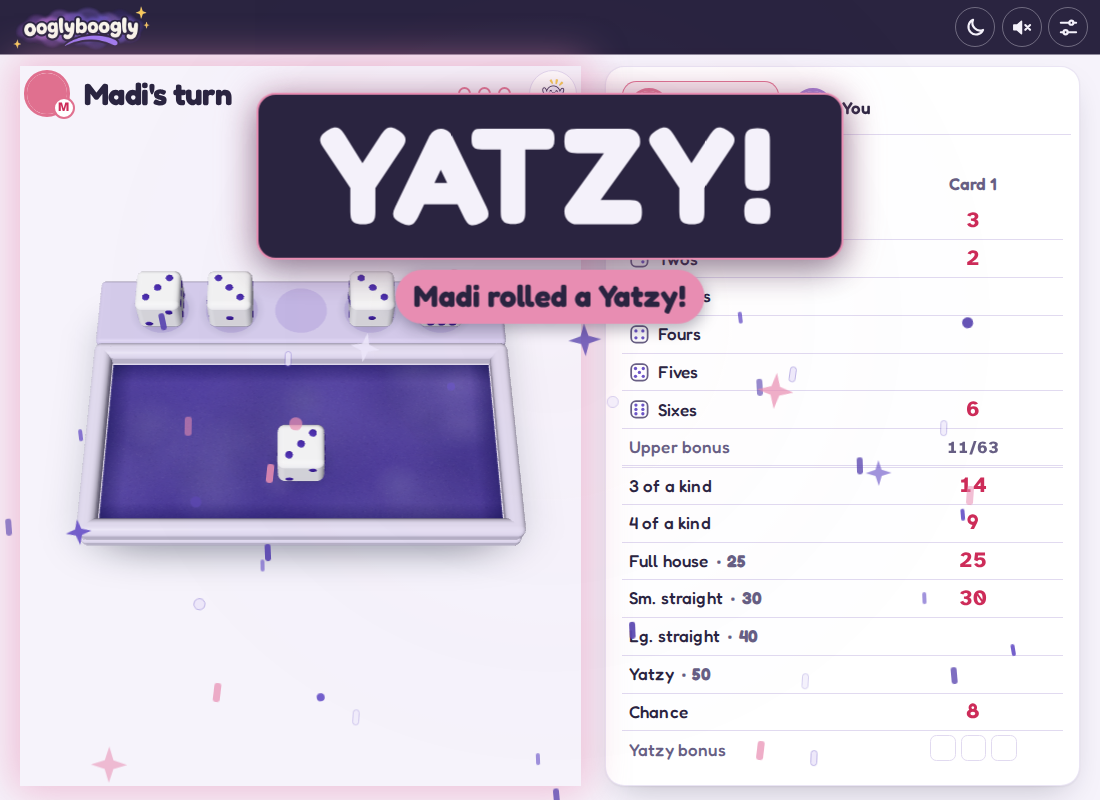 ooglyboogly
Madi's turn
M
YATZY!
Madi rolled a Yatzy!
You
Card 1
3
Twos 2
Fours
Fives
Sixes 6
Upper bonus 11/63
3 of a kind 14
4 of a kind 9
Full house • 25 25
Sm. straight • 30 30
Lg. straight • 40
Yatzy • 50
Chance 8
Yatzy bonus